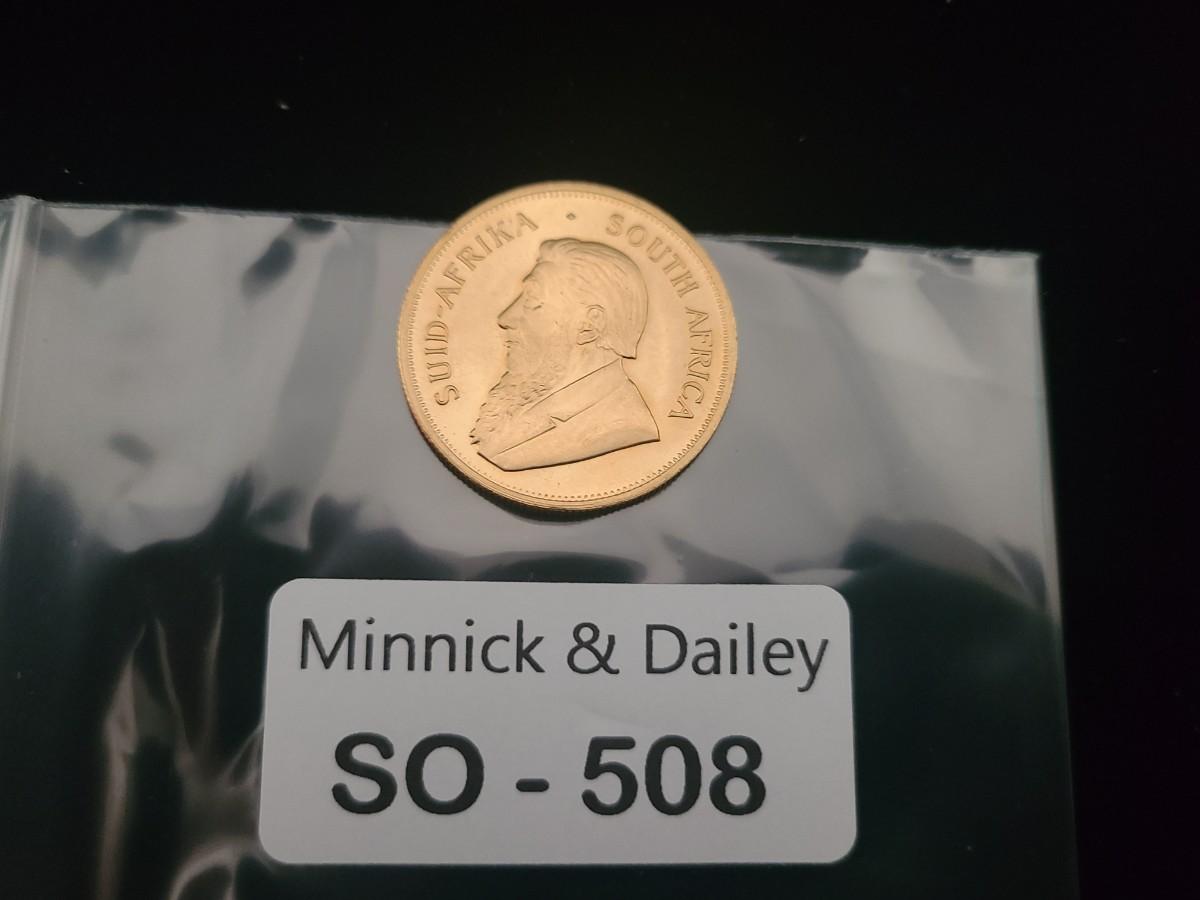 SUID-AFRIKA • SOUTH AFRICA
Minnick & Dailey
SO - 508